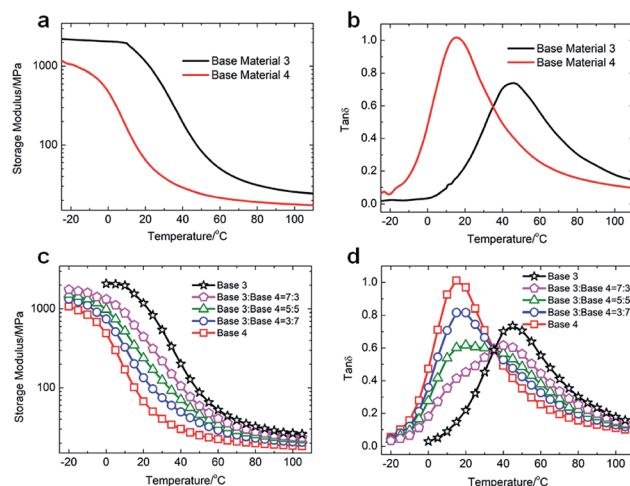 a
Storage Modulus/MPa
1000
100
Base Material 3
Base Material 4
-20 0 20 40 60 80 100
Temperature/°C
b
Tanδ
1.0
0.8
0.6
0.4
0.2
0.0
Base Material 3
Base Material 4
-20 0 20 40 60 80 100
Temperature/°C
c
Storage Modulus/MPa
1000
100
Base 3
Base 3:Base 4=7:3
Base 3:Base 4=5:5
Base 3:Base 4=3:7
Base 4
-20 0 20 40 60 80 100
Temperature/°C
d
Tanδ
1.0
0.8
0.6
0.4
0.2
0.0
Base 3
Base 3:Base 4=7:3
Base 3:Base 4=5:5
Base 3:Base 4=3:7
Base 4
-20 0 20 40 60 80 100
Temperature/°C